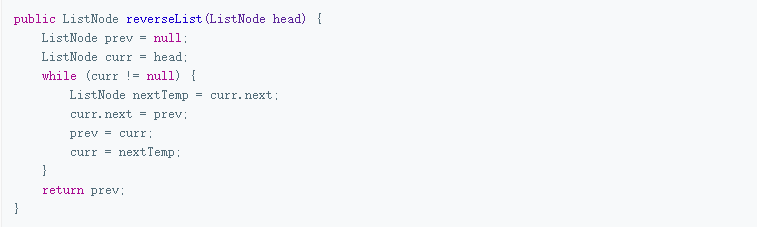 public ListNode reverseList(ListNode head) {
    ListNode prev = null;
    ListNode curr = head;
    while (curr != null) {
        ListNode nextTemp = curr.next;
        curr.next = prev;
        prev = curr;
        curr = nextTemp;
    }
    return prev;
}